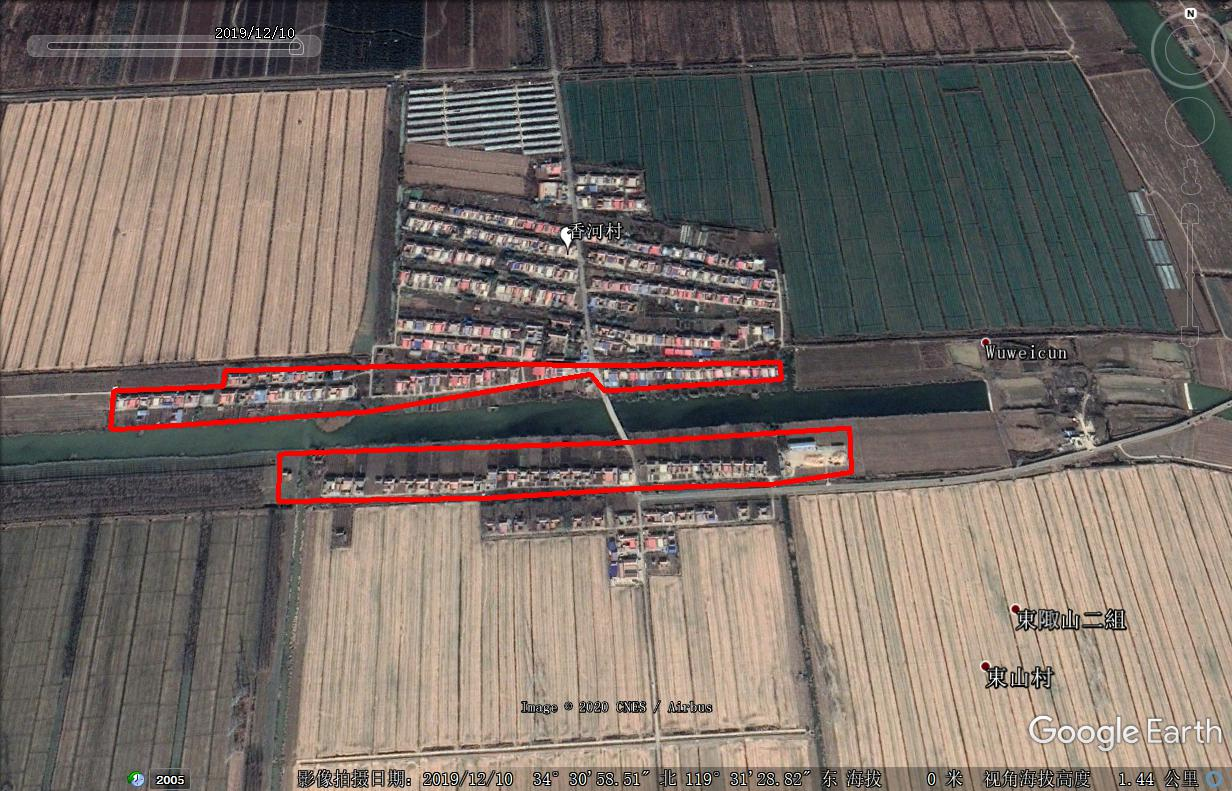 2019/12/10
N
香河村
Wuweicun
東陬山二組
東山村
Image © 2020 CNES / Airbus
Google Earth
2005
影像拍摄日期: 2019/12/10 34° 30′58.51″ 北 119° 31′28.82″ 东 海拔 0 米 视角海拔高度 1.44 公里